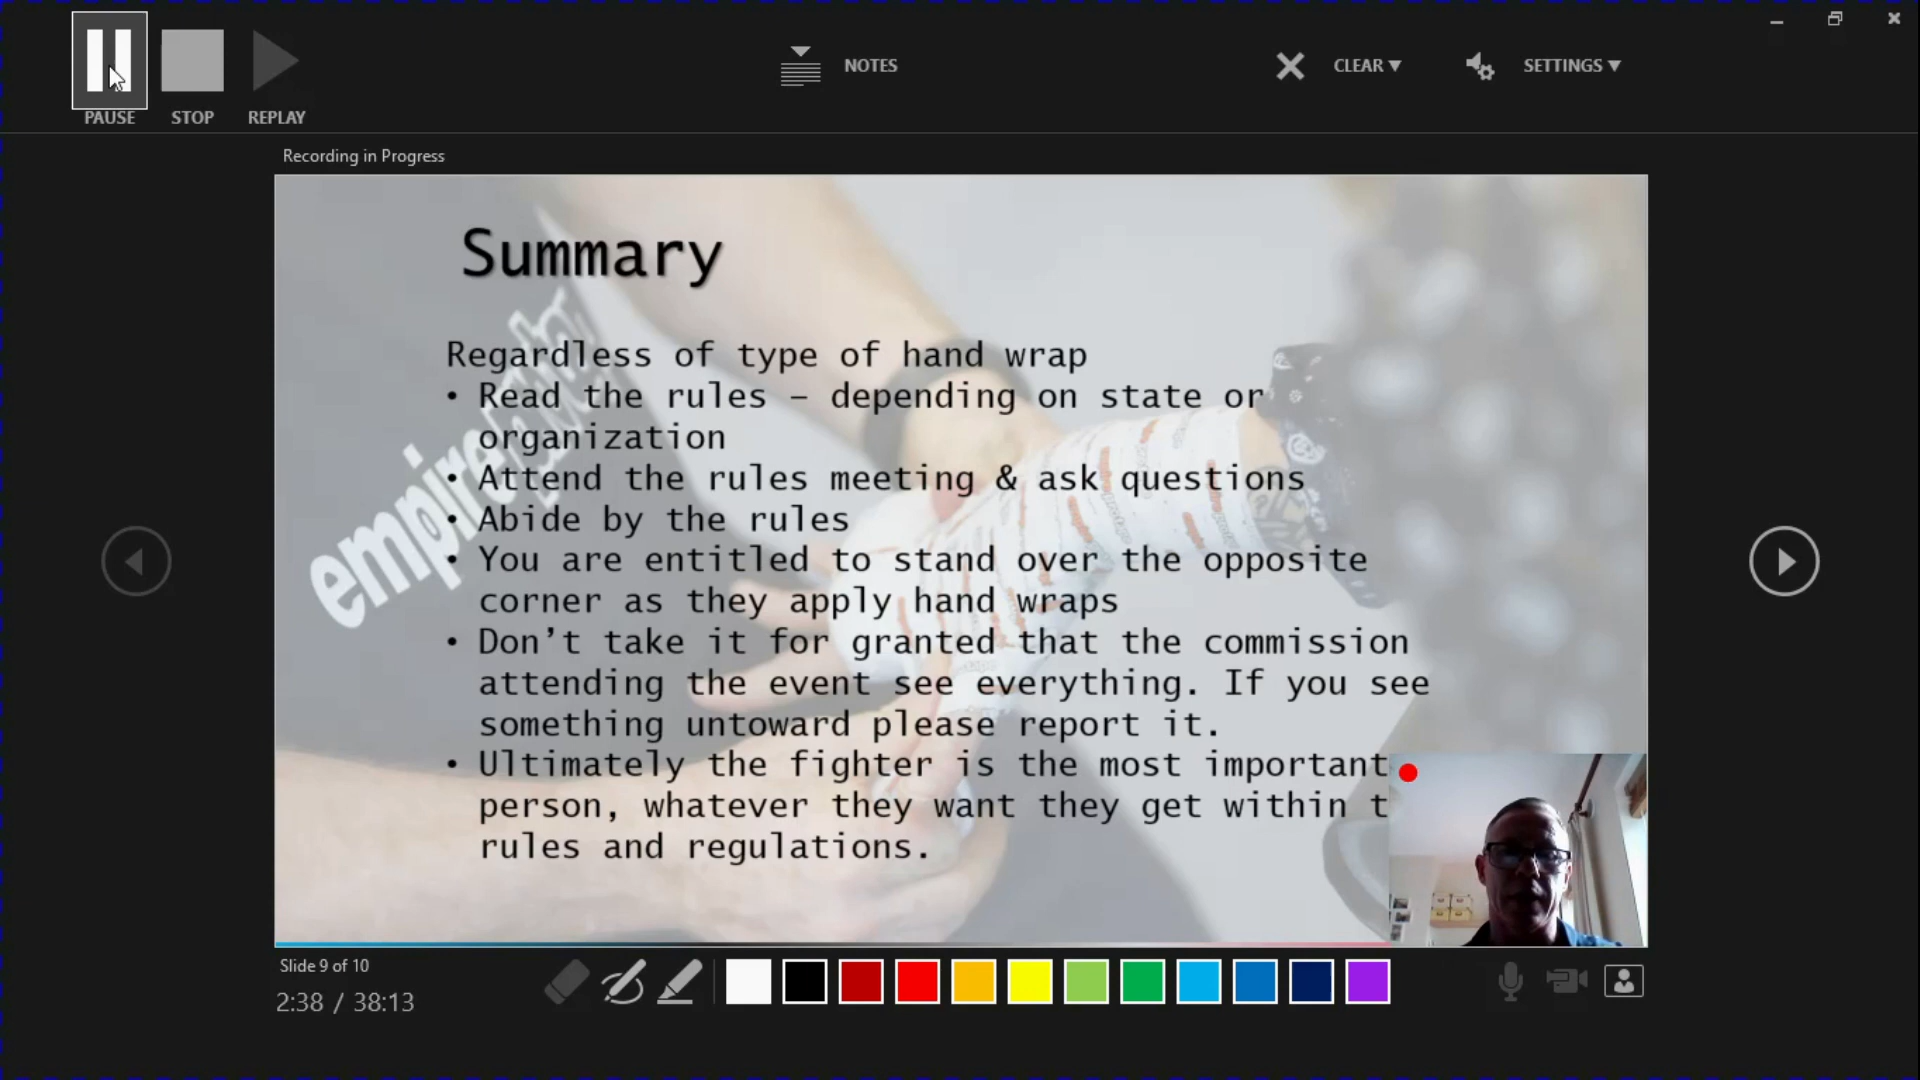 PAUSE
STOP
REPLAY
NOTES
CLEAR
SETTINGS
Recording in Progress
Summary
Regardless of type of hand wrap
• Read the rules – depending on state or
organization
• Attend the rules meeting & ask questions
• Abide by the rules
• You are entitled to stand over the opposite
corner as they apply hand wraps
• Don’t take it for granted that the commission
attending the event see everything. If you see
something untoward please report it.
• Ultimately the fighter is the most important
person, whatever they want they get within t
rules and regulations.
empire
Slide 9 of 10
2:38 / 38:13